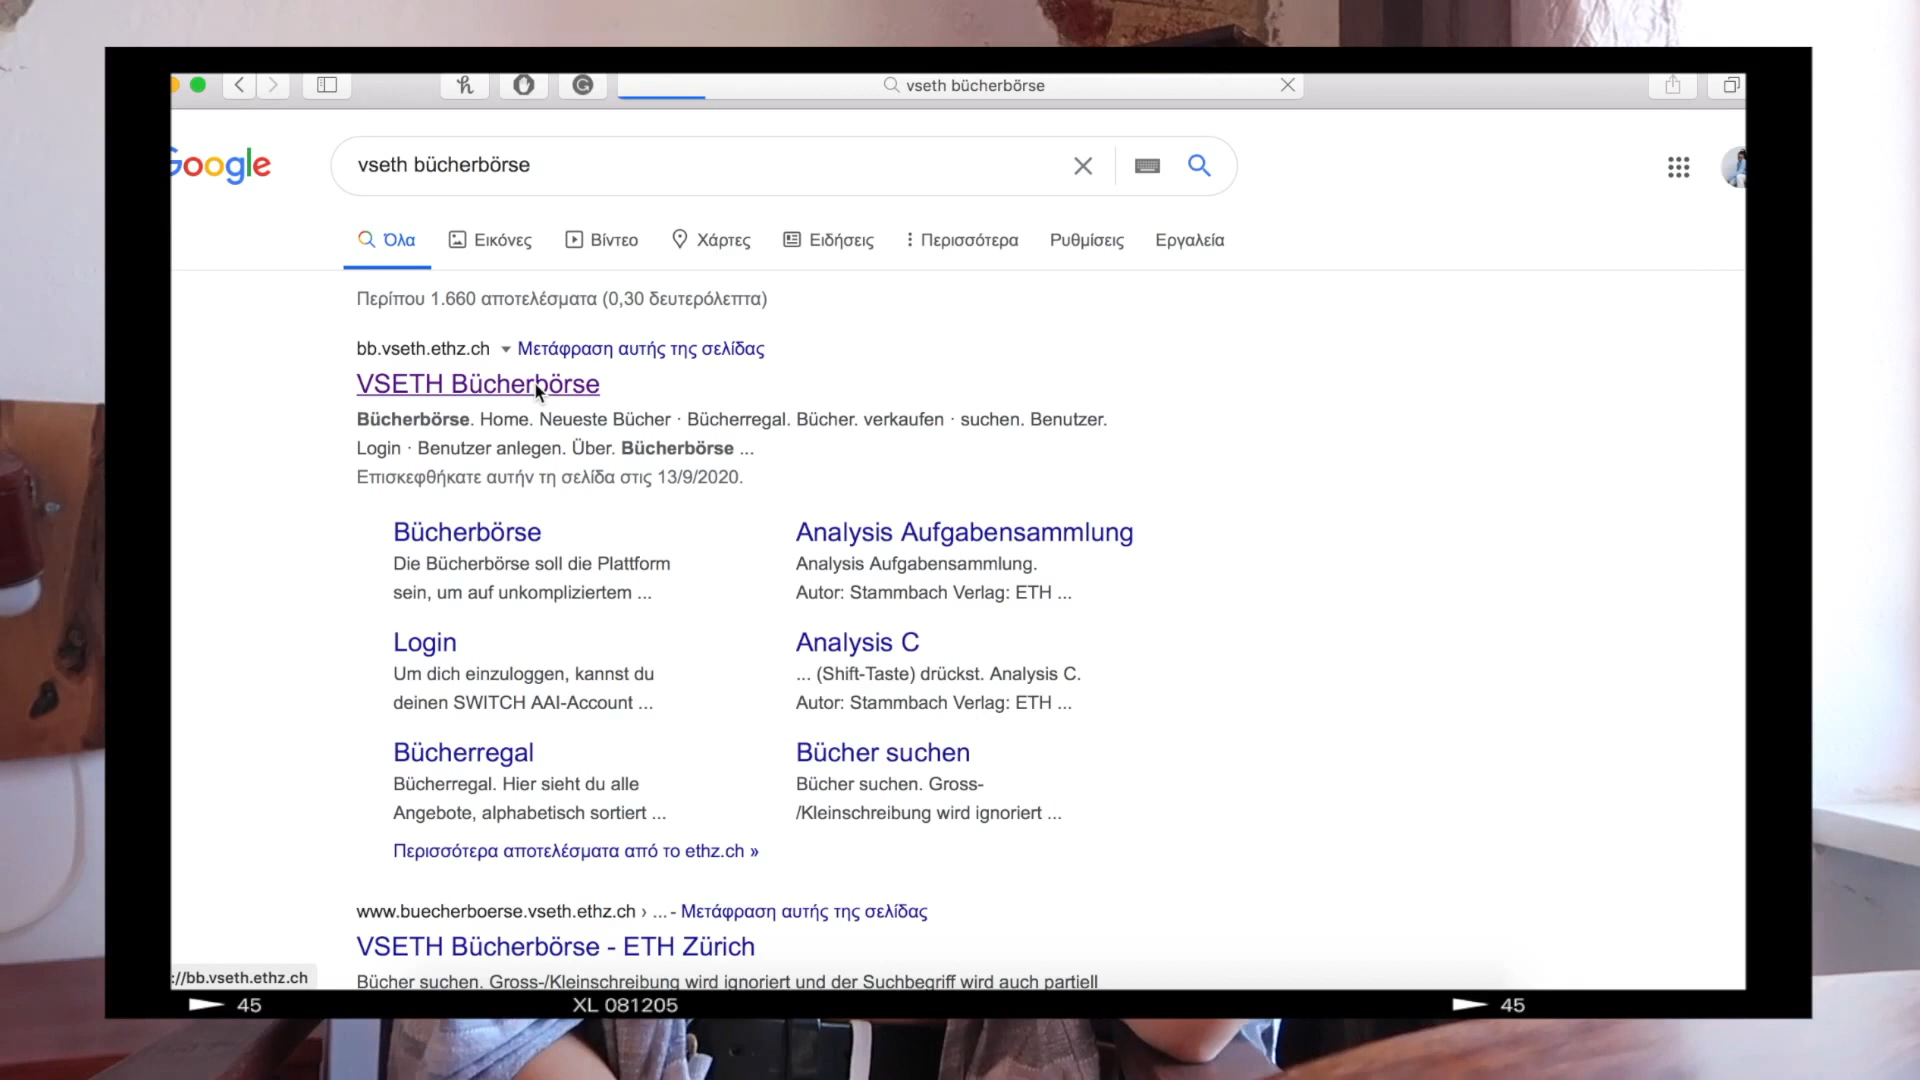 vseth bücherbörse
Google
vseth bücherbörse
Όλα Εικόνες Βίντεο Χάρτες Ειδήσεις Περισσότερα Ρυθμίσεις Εργαλεία
Περίπου 1.660 αποτελέσματα (0,30 δευτερόλεπτα)
bb.vseth.ethz.ch Μετάφραση αυτής της σελίδας
VSETH Bücherbörse
Bücherbörse. Home. Neueste Bücher · Bücherregal. Bücher. verkaufen · suchen. Benutzer.
Login · Benutzer anlegen. Über. Bücherbörse ...
Επισκεφθήκατε αυτήν τη σελίδα στις 13/9/2020.
Bücherbörse
Die Bücherbörse soll die Plattform
sein, um auf unkompliziertem ...
Analysis Aufgabensammlung
Analysis Aufgabensammlung.
Autor: Stammbach Verlag: ETH ...
Login
Um dich einzuloggen, kannst du
deinen SWITCH AAI-Account ...
Analysis C
... (Shift-Taste) drückst. Analysis C.
Autor: Stammbach Verlag: ETH ...
Bücherregal
Bücherregal. Hier sieht du alle
Angebote, alphabetisch sortiert ...
Bücher suchen
Bücher suchen. Gross-
/Kleinschreibung wird ignoriert ...
Περισσότερα αποτελέσματα από το ethz.ch »
www.buecherboerse.vseth.ethz.ch › ... - Μετάφραση αυτής της σελίδας
VSETH Bücherbörse - ETH Zürich
Bücher suchen. Gross-/Kleinschreibung wird ignoriert und der Suchbegriff wird auch partiell
://bb.vseth.ethz.ch
45 XL 081205 45